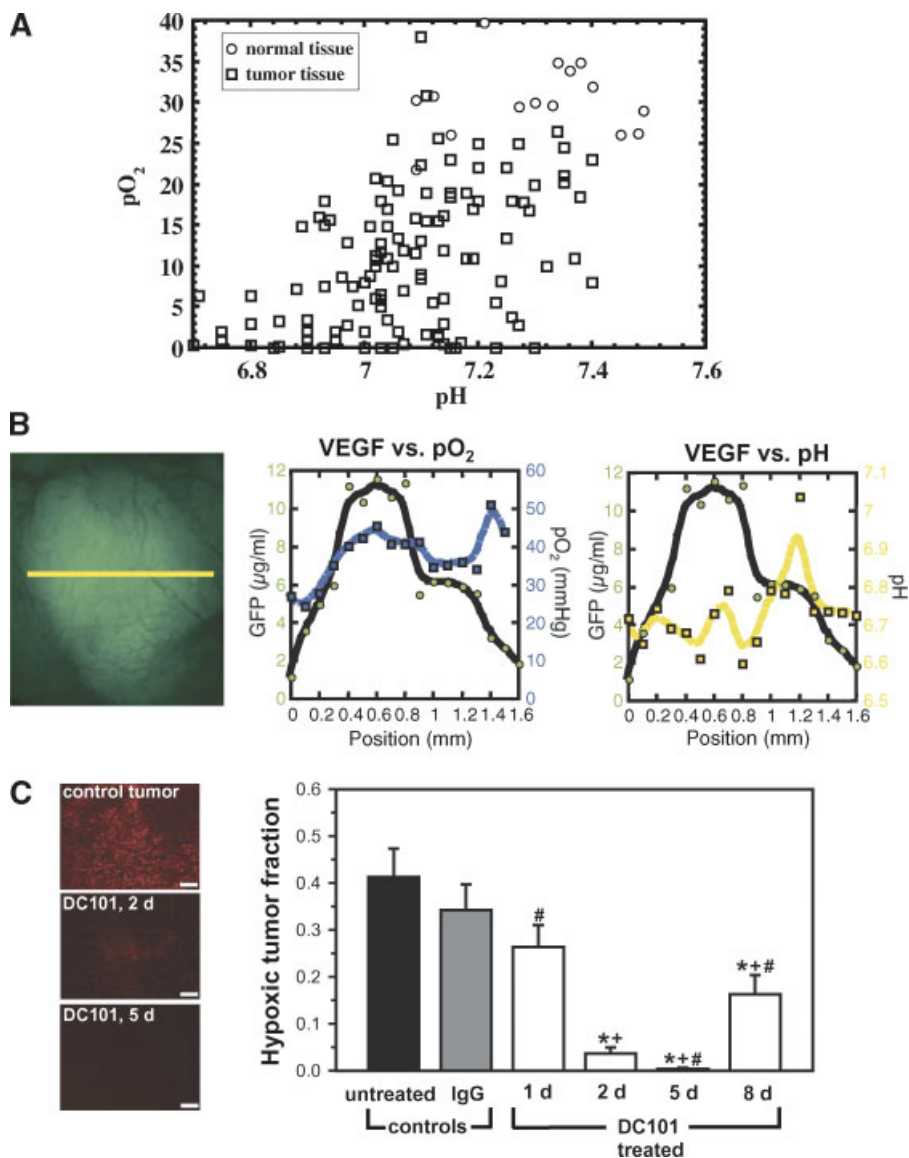 A
40
35
30
25
20
15
10
5
0
pO2
normal tissue
tumor tissue
6.8 7 7.2 7.4 7.6
pH
B
VEGF vs. pO2
12
10
8
6
4
2
0
GFP (µg/ml)
60
50
40
30
20
10
0
pO2 (mmHg)
0 0.2 0.4 0.6 0.8 1 1.2 1.4 1.6
Position (mm)
VEGF vs. pH
12
10
8
6
4
2
0
GFP (µg/ml)
7.1
7
6.9
6.8
6.7
6.6
6.5
pH
0 0.2 0.4 0.6 0.8 1 1.2 1.4 1.6
Position (mm)
C
control tumor
DC101, 2 d
DC101, 5 d
Hypoxic tumor fraction
0.6
0.5
0.4
0.3
0.2
0.1
0.0
#
*+
*+#
*+#
untreated IgG 1 d 2 d 5 d 8 d
controls DC101
treated